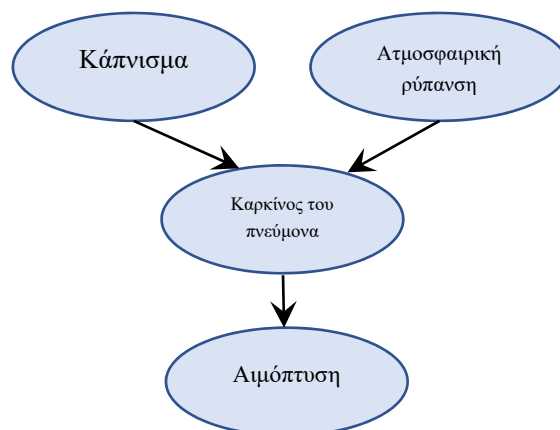 Κάπνισμα
Ατμοσφαιρική
ρύπανση
Καρκίνος του
πνεύμονα
Αιμόπτυση